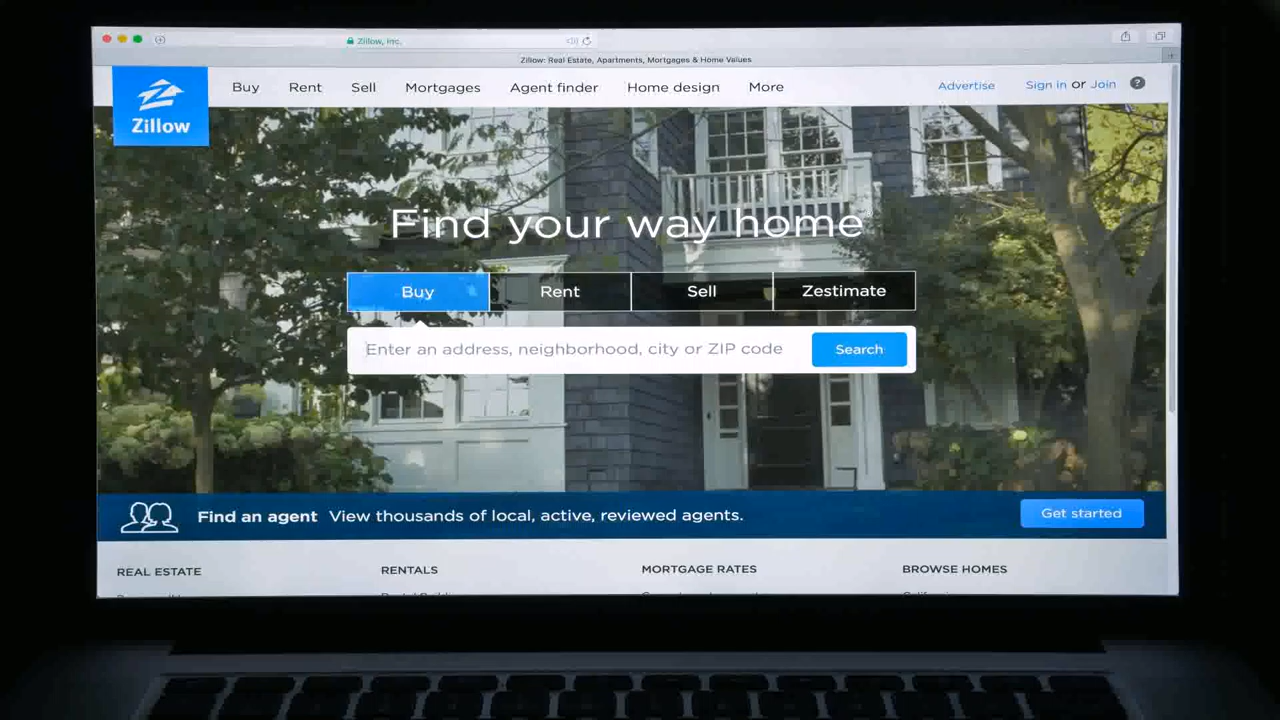 Zillow, Inc.
Zillow: Real Estate, Apartments, Mortgages & Home Values
Zillow
Buy Rent Sell Mortgages Agent finder Home design More Advertise Sign in or Join ?
Find your way home
Buy Rent Sell Zestimate
Enter an address, neighborhood, city or ZIP code Search
Find an agent View thousands of local, active, reviewed agents. Get started
REAL ESTATE RENTALS MORTGAGE RATES BROWSE HOMES